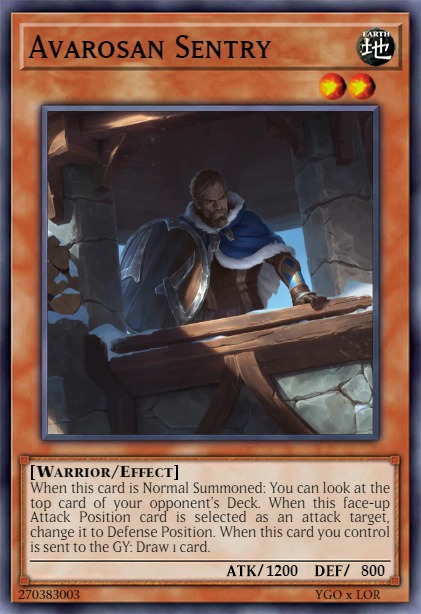 AVAROSAN SENTRY
EARTH
地
[WARRIOR/EFFECT]
When this card is Normal Summoned: You can look at the
top card of your opponent's Deck. When this face-up
Attack Position card is selected as an attack target,
change it to Defense Position. When this card you control
is sent to the GY: Draw 1 card.
ATK/1200 DEF/ 800
270383003 YGO x LOR